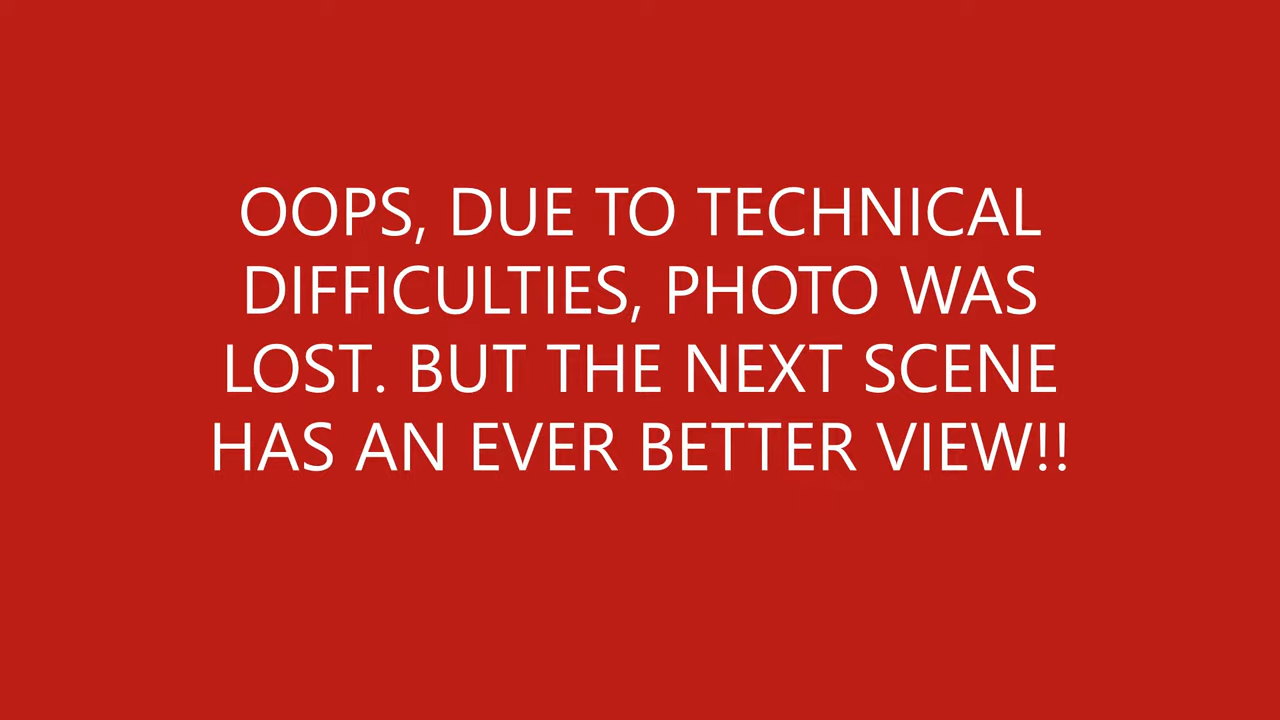 OOPS, DUE TO TECHNICAL
DIFFICULTIES, PHOTO WAS
LOST. BUT THE NEXT SCENE
HAS AN EVER BETTER VIEW!!